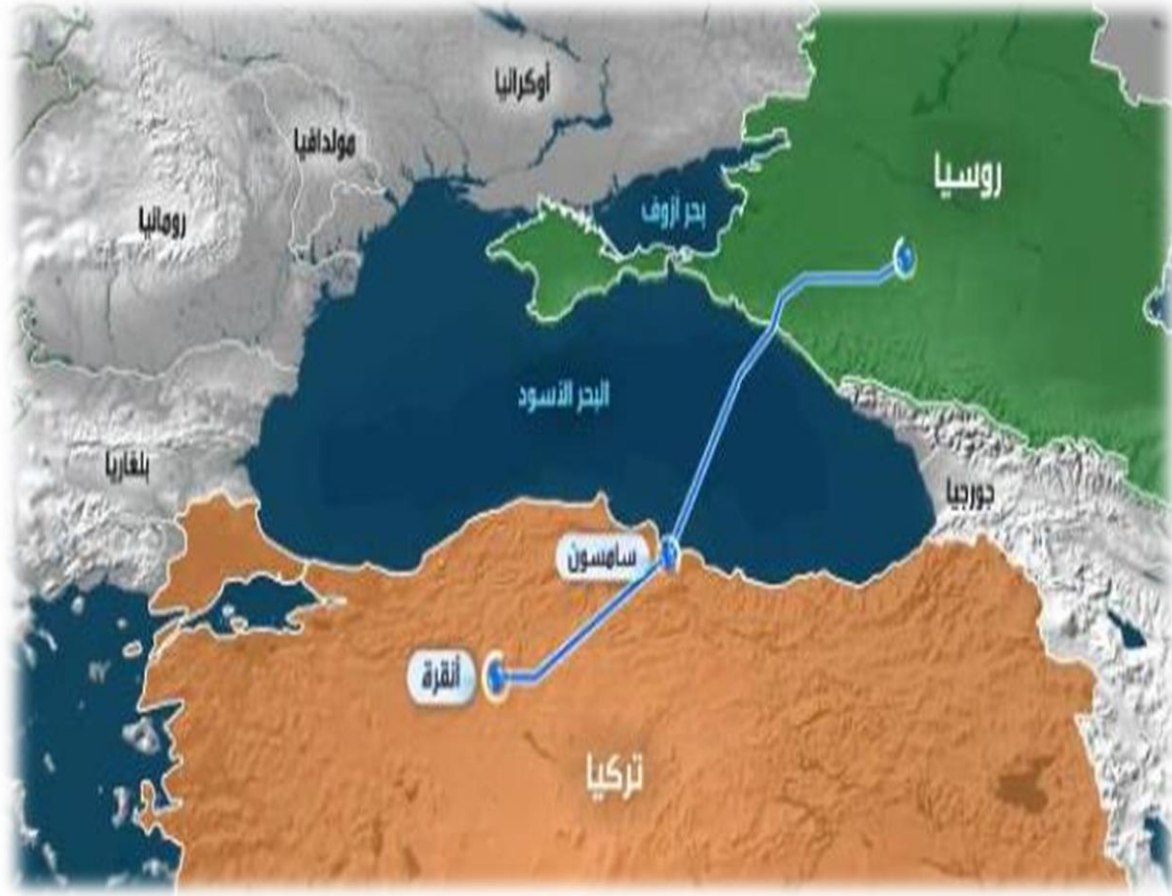 أوكرانيا
مولدافيا
روسيا
رومانيا
بحر آزوف
البحر الأسود
بلغاريا
جورجيا
سامسون
أنقرة
تركيا